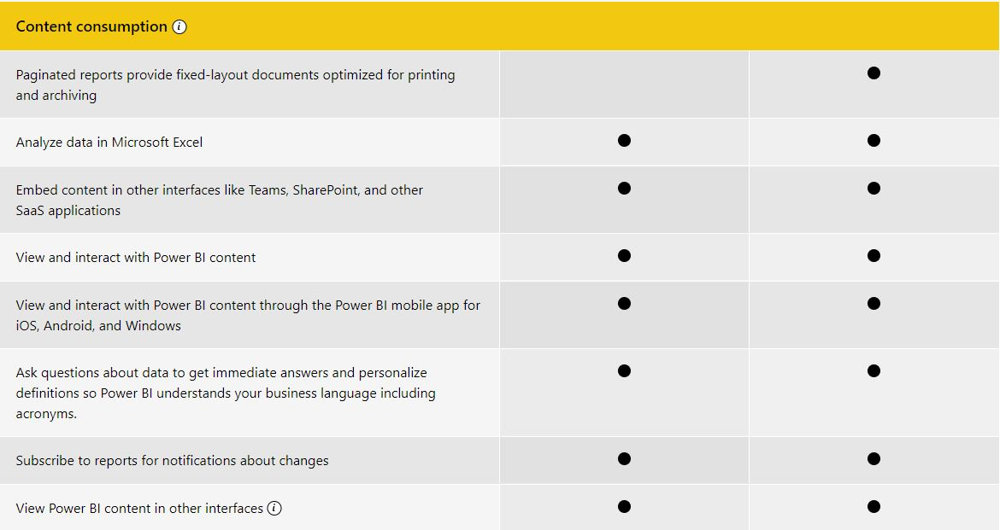 Content consumption
Paginated reports provide fixed-layout documents optimized for printing
and archiving
Analyze data in Microsoft Excel
Embed content in other interfaces like Teams, SharePoint, and other
SaaS applications
View and interact with Power BI content
View and interact with Power BI content through the Power BI mobile app for
iOS, Android, and Windows
Ask questions about data to get immediate answers and personalize
definitions so Power BI understands your business language including
acronyms.
Subscribe to reports for notifications about changes
View Power BI content in other interfaces